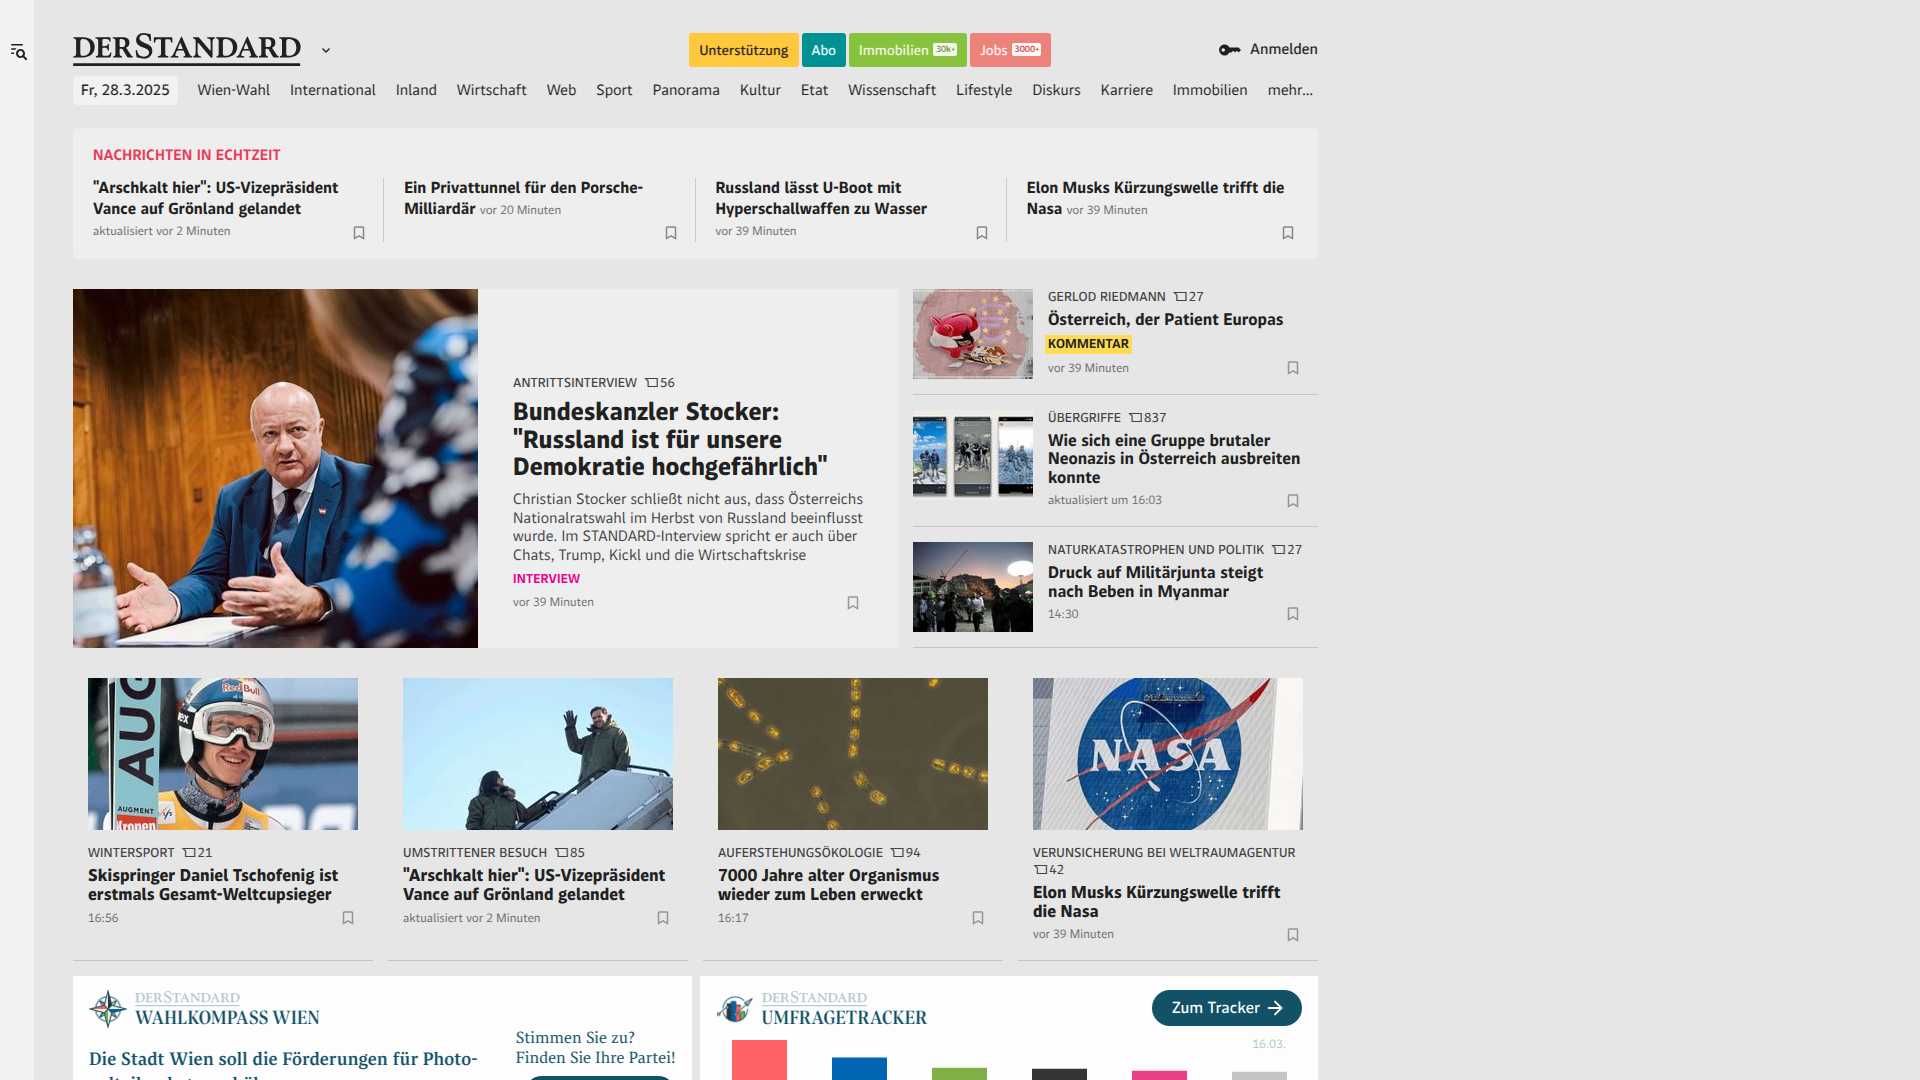 DERSTANDARD
Unterstützung
Abo
Immobilien 30k+
Jobs 3000+
Anmelden
Fr, 28.3.2025
Wien-Wahl
International
Inland
Wirtschaft
Web
Sport
Panorama
Kultur
Etat
Wissenschaft
Lifestyle
Diskurs
Karriere
Immobilien
mehr...
NACHRICHTEN IN ECHTZEIT
"Arschkalt hier": US-Vizepräsident
Vance auf Grönland gelandet
aktualisiert vor 2 Minuten
Ein Privattunnel für den Porsche-
Milliardär vor 20 Minuten
Russland lässt U-Boot mit
Hyperschallwaffen zu Wasser
vor 39 Minuten
Elon Musks Kürzungswelle trifft die
Nasa vor 39 Minuten
ANTRITTSINTERVIEW 56
Bundeskanzler Stocker:
"Russland ist für unsere
Demokratie hochgefährlich"
Christian Stocker schließt nicht aus, dass Österreichs
Nationalratswahl im Herbst von Russland beeinflusst
wurde. Im STANDARD-Interview spricht er auch über
Chats, Trump, Kickl und die Wirtschaftskrise
INTERVIEW
vor 39 Minuten
GERLOD RIEDMANN 27
Österreich, der Patient Europas
KOMMENTAR
vor 39 Minuten
ÜBERGRIFFE 837
Wie sich eine Gruppe brutaler
Neonazis in Österreich ausbreiten
konnte
aktualisiert um 16:03
NATURKATASTROPHEN UND POLITIK 27
Druck auf Militärjunta steigt
nach Beben in Myanmar
14:30
AUG
Red Bull
AUGMENT
Kronen
WINTERSPORT 21
Skispringer Daniel Tschofenig ist
erstmals Gesamt-Weltcupsieger
16:56
UMSTRITTENER BESUCH 85
"Arschkalt hier": US-Vizepräsident
Vance auf Grönland gelandet
aktualisiert vor 2 Minuten
AUFERSTEHUNGSÖKOLOGIE 94
7000 Jahre alter Organismus
wieder zum Leben erweckt
16:17
NASA
VERUNSICHERUNG BEI WELTRAUMAGENTUR
42
Elon Musks Kürzungswelle trifft
die Nasa
vor 39 Minuten
DERSTANDARD
WAHLKOMPASS WIEN
Die Stadt Wien soll die Förderungen für Photo-
Stimmen Sie zu?
Finden Sie Ihre Partei!
DERSTANDARD
UMFRAGETRACKER
Zum Tracker
16.03.